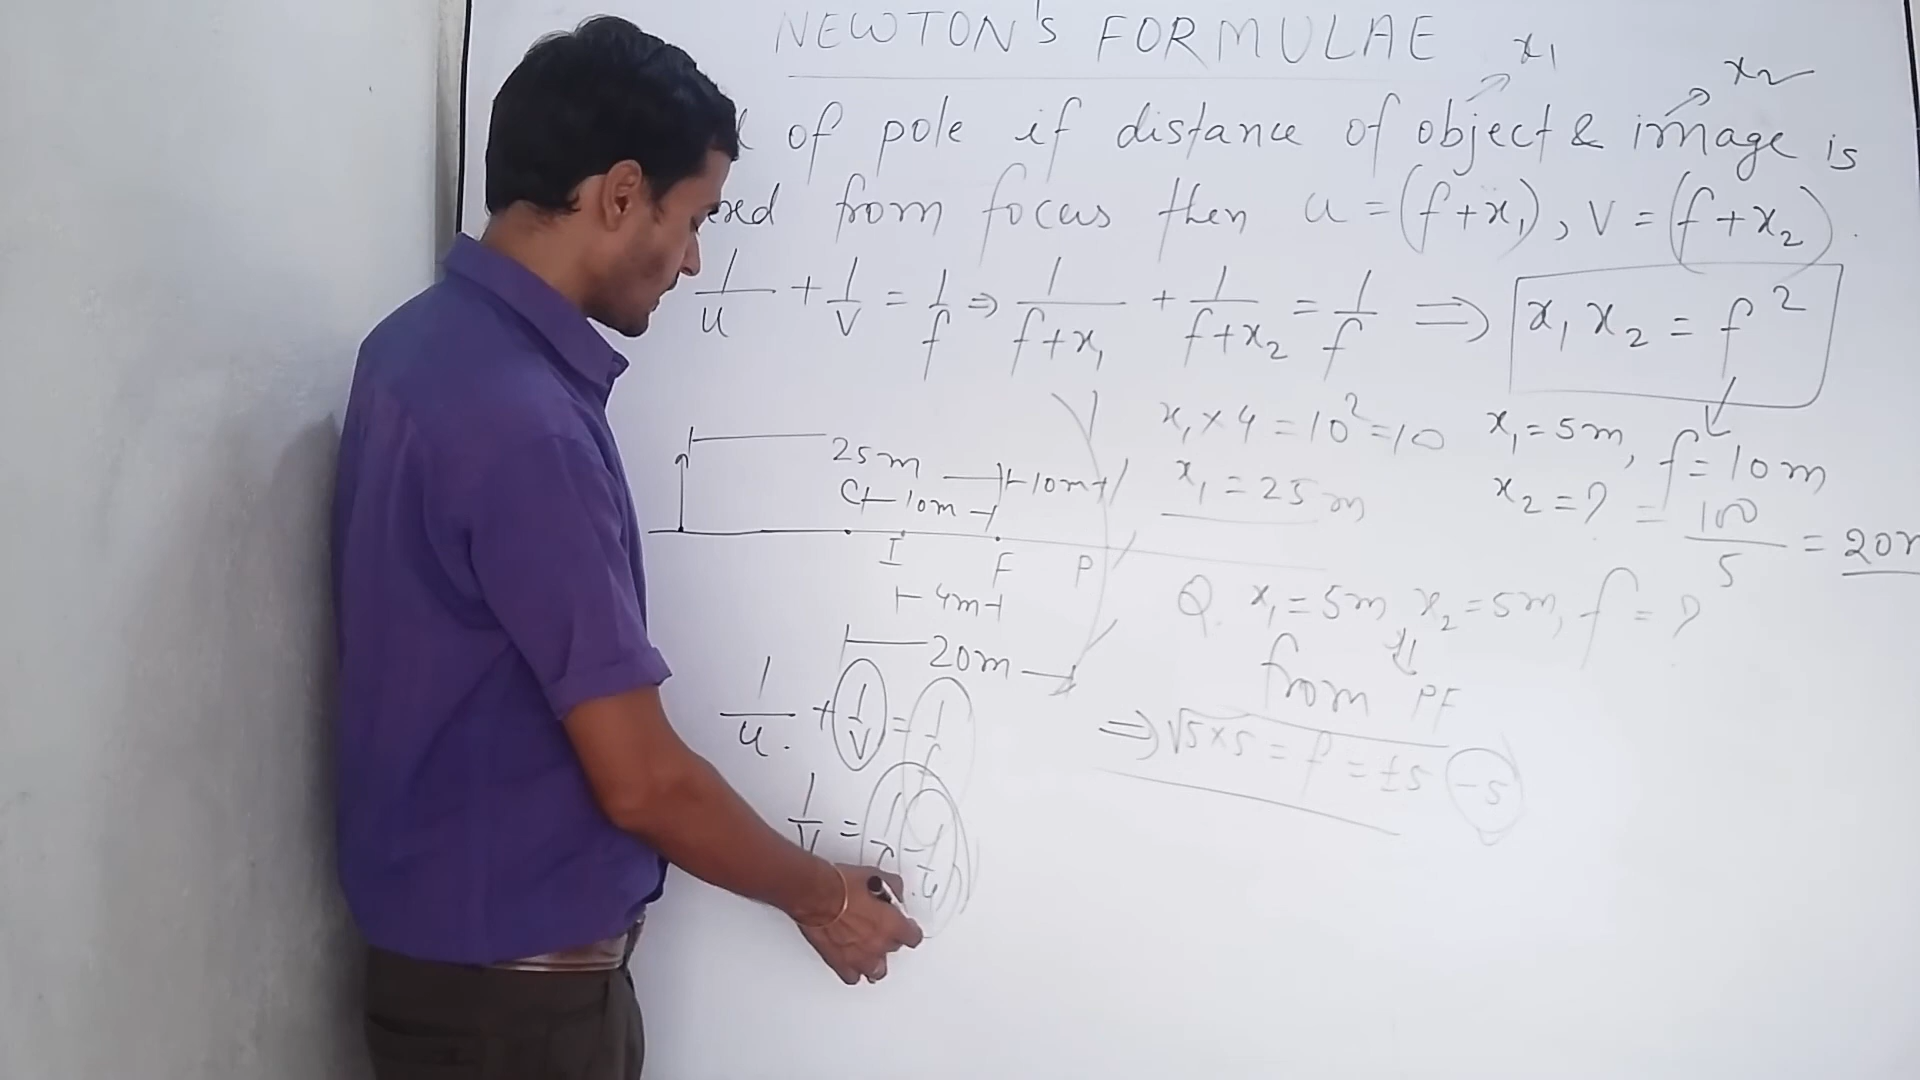 NEWTON'S FORMULAE
x₁
x₂
of pole if distance of object & image is
from focus then u = (f+x₁), v = (f+x₂).
1/u + 1/v = 1/f ⇒ 1/(f+x₁) + 1/(f+x₂) = 1/f ⇒ x₁ x₂ = f²
x₁ × 4 = 10² = 10
x₁ = 25 m
x₁ = 5m, f = 10m
x₂ = ? = 100/5 = 20
25m
10m
C 10m
I F P
4m
20m
Q. x₁ = 5m, x₂ = 5m, f = ?
from PF
⇒ √5×5 = f = ±5 -5
1/u. + 1/v = 1/f
1/v =